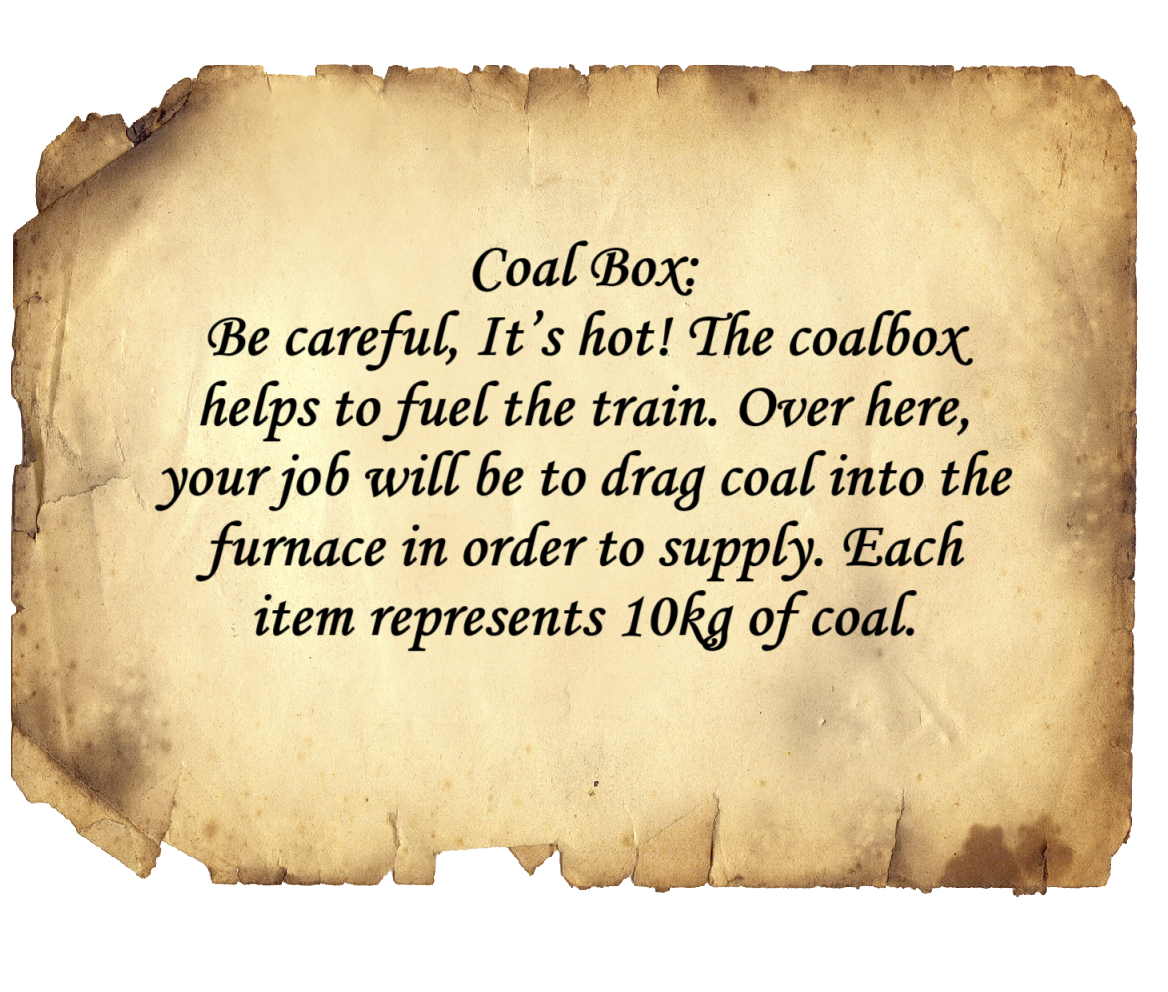 Coal Box:
Be careful, It’s hot! The coalbox
helps to fuel the train. Over here,
your job will be to drag coal into the
furnace in order to supply. Each
item represents 10kg of coal.